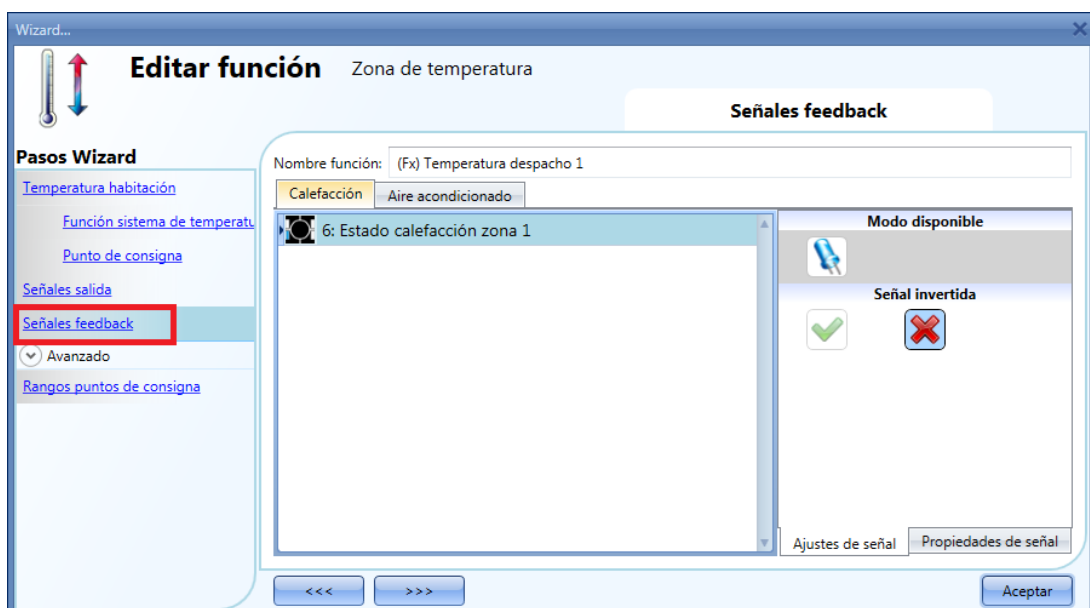 Wizard...
Editar función Zona de temperatura
Señales feedback
Pasos Wizard
Temperatura habitación
Función sistema de temperatu
Punto de consigna
Señales salida
Señales feedback
Avanzado
Rangos puntos de consigna
Nombre función: (Fx) Temperatura despacho 1
Calefacción Aire acondicionado
6: Estado calefacción zona 1
Modo disponible
Señal invertida
Ajustes de señal Propiedades de señal
<<< >>> Aceptar